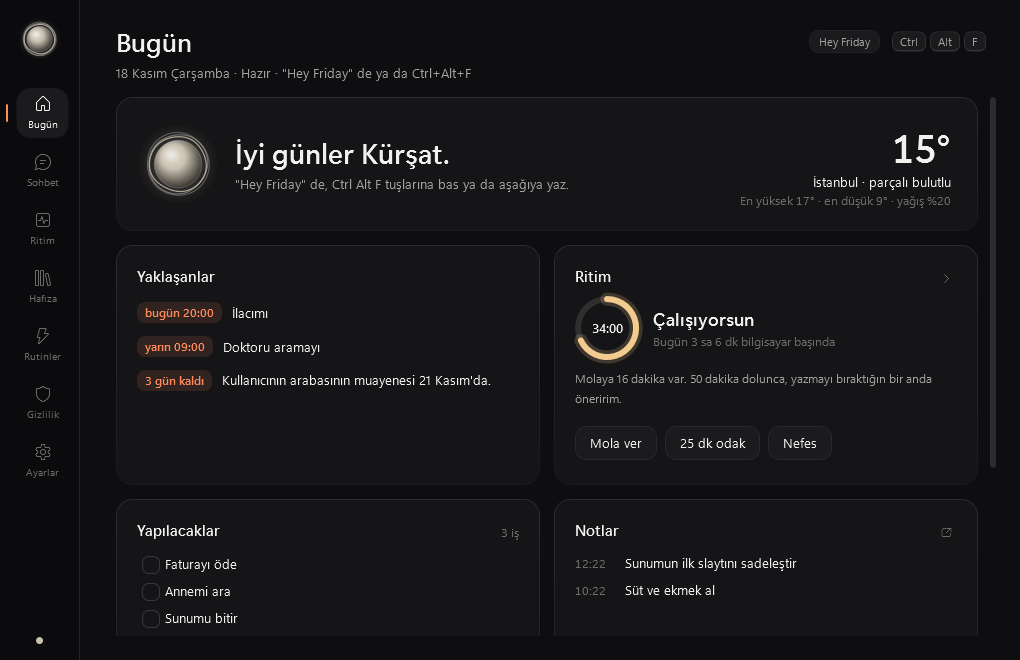 Bugün
Hey Friday
Ctrl
Alt
F
18 Kasım Çarşamba · Hazır · "Hey Friday" de ya da Ctrl+Alt+F
Bugün
Sohbet
Ritim
Hafıza
Rutinler
Gizlilik
Ayarlar
İyi günler Kürşat.
"Hey Friday" de, Ctrl Alt F tuşlarına bas ya da aşağıya yaz.
15°
İstanbul · parçalı bulutlu
En yüksek 17° · en düşük 9° · yağış %20
Yaklaşanlar
bugün 20:00 İlacımı
yarın 09:00 Doktoru aramayı
3 gün kaldı Kullanıcının arabasının muayenesi 21 Kasım'da.
Ritim
34:00
Çalışıyorsun
Bugün 3 sa 6 dk bilgisayar başında
Molaya 16 dakika var. 50 dakika dolunca, yazmayı bıraktığın bir anda
öneririm.
Mola ver
25 dk odak
Nefes
Yapılacaklar
3 iş
Faturayı öde
Annemi ara
Sunumu bitir
Notlar
12:22 Sunumun ilk slaytını sadeleştir
10:22 Süt ve ekmek al